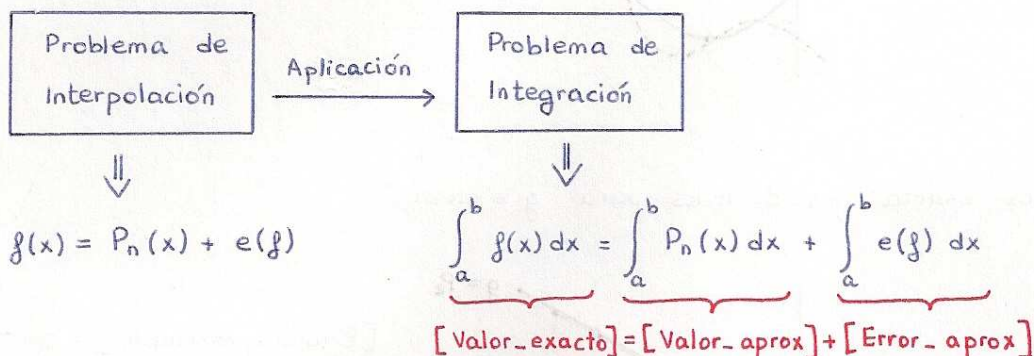 Problema de
Interpolación
Aplicación
Problema de
Integración
⇓
⇓
f(x) = Pₙ(x) + e(f)
∫ₐᵇ f(x) dx = ∫ₐᵇ Pₙ(x) dx + ∫ₐᵇ e(f) dx
[Valor_exacto] = [Valor_aprox] + [Error_aprox]